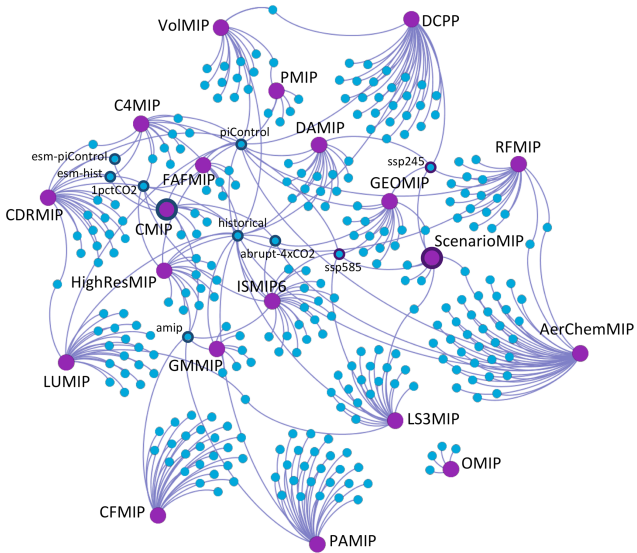 VolMIP
DCPP
PMIP
C4MIP
piControl
DAMIP
esm-piControl
ssp245
RFMIP
esm-hist
FAFMIP
GEOMIP
1pctCO2
CDRMIP
CMIP
historical
ScenarioMIP
abrupt-4xCO2
ssp585
HighResMIP
ISMIP6
amip
AerChemMIP
GMMIP
LUMIP
LS3MIP
OMIP
CFMIP
PAMIP